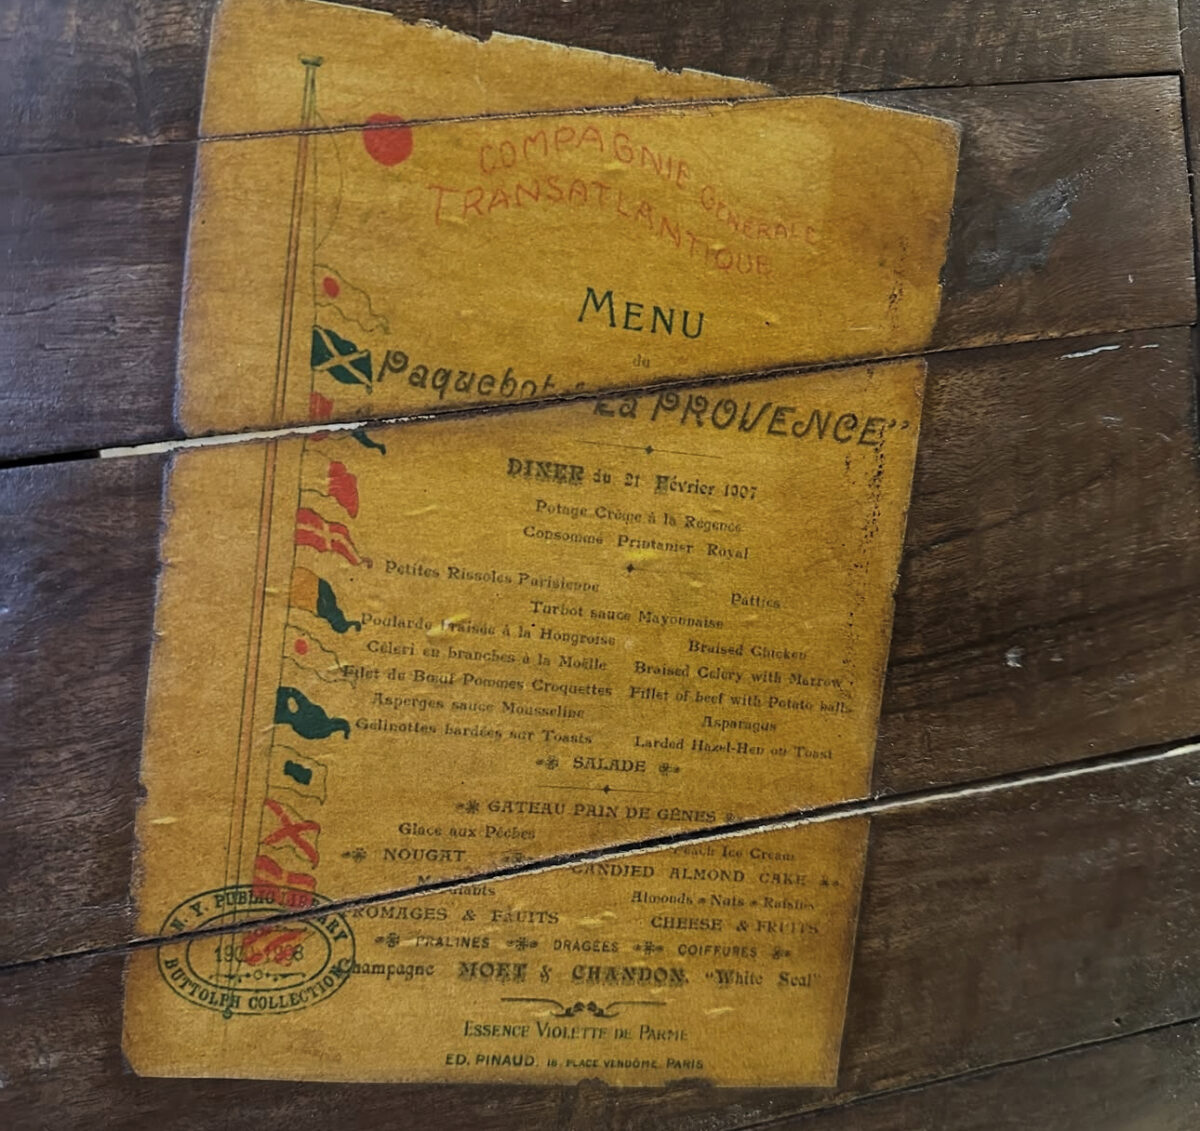 COMPAGNIE GENERALE
TRANSATLANTIQUE
MENU
du
Paquebot "La PROVENCE"
DINER du 21 Février 1907
Potage Crème à la Régence
Consommé Printanier Royal
Petites Rissoles Parisienne Patties
Turbot sauce Mayonnaise
Poularde Braisée à la Hongroise Braised Chicken
Céleri en branches à la Moëlle Braised Celery with Marrow
Filet de Bœuf Pommes Croquettes Fillet of beef with Potato balls
Asperges sauce Mousseline Asparagus
Gelinottes bardées sur Toasts Larded Hazel-Hen on Toast
SALADE
GATEAU PAIN DE GÊNES
Glace aux Pêches Peach Ice Cream
NOUGAT CANDIED ALMOND CAKE
Mendiants Almonds Nuts Raisins
FROMAGES & FRUITS CHEESE & FRUITS
PRALINES DRAGÉES COIFFURES
Champagne MOËT & CHANDON, "White Seal"
ESSENCE VIOLETTE DE PARME
ED. PINAUD, 18, PLACE VENDÔME, PARIS
N. Y. PUBLIC LIBRARY
BUTTOLPH COLLECTION